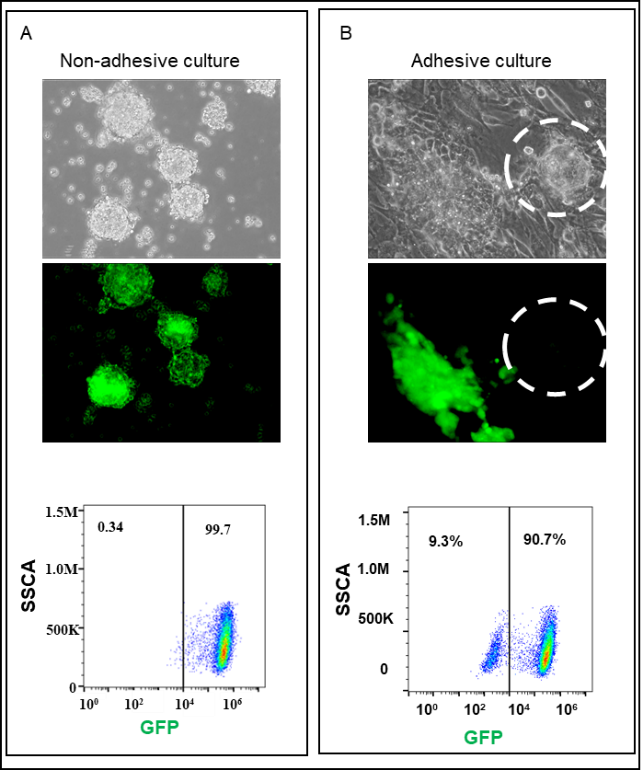 A
Non-adhesive culture
0.34 99.7
1.5M
1.0M
500K
0
SSCA
10⁰ 10² 10⁴ 10⁶
GFP
B
Adhesive culture
9.3% 90.7%
1.5M
1.0M
500K
0
SSCA
10⁰ 10² 10⁴ 10⁶
GFP